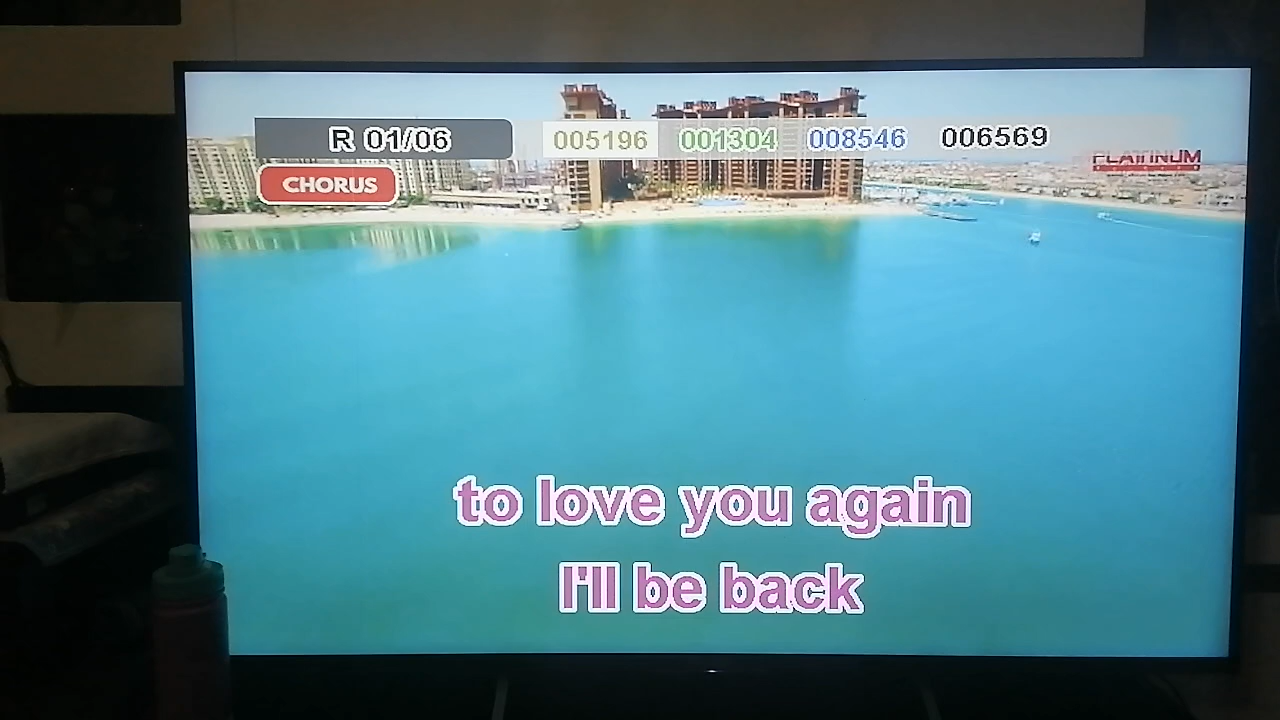 R 01/06 005196 001304 008546 006569
PLATINUM
CHORUS
to love you again
I'll be back